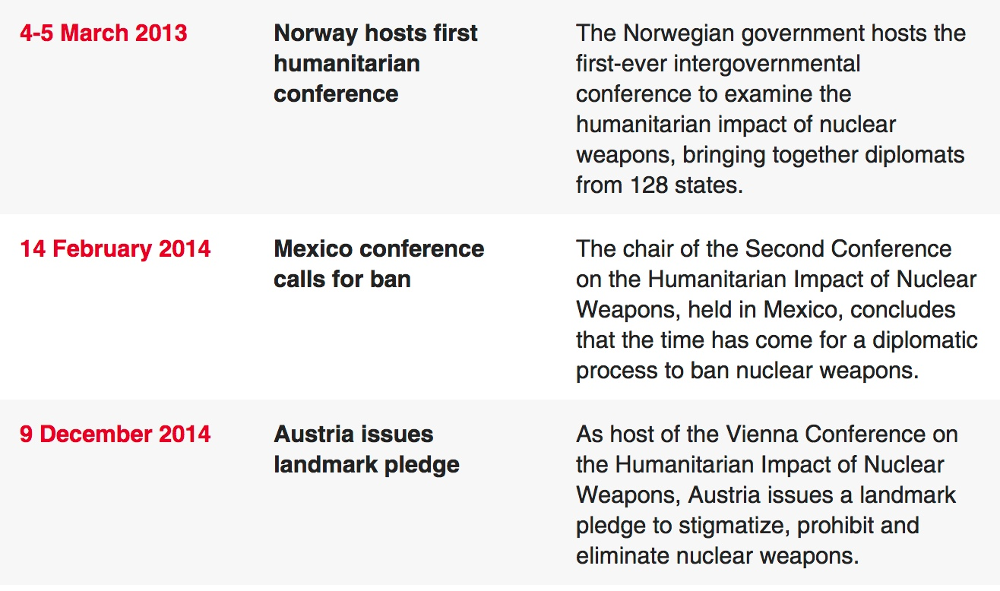 4-5 March 2013
Norway hosts first
humanitarian
conference
The Norwegian government hosts the
first-ever intergovernmental
conference to examine the
humanitarian impact of nuclear
weapons, bringing together diplomats
from 128 states.
14 February 2014
Mexico conference
calls for ban
The chair of the Second Conference
on the Humanitarian Impact of Nuclear
Weapons, held in Mexico, concludes
that the time has come for a diplomatic
process to ban nuclear weapons.
9 December 2014
Austria issues
landmark pledge
As host of the Vienna Conference on
the Humanitarian Impact of Nuclear
Weapons, Austria issues a landmark
pledge to stigmatize, prohibit and
eliminate nuclear weapons.